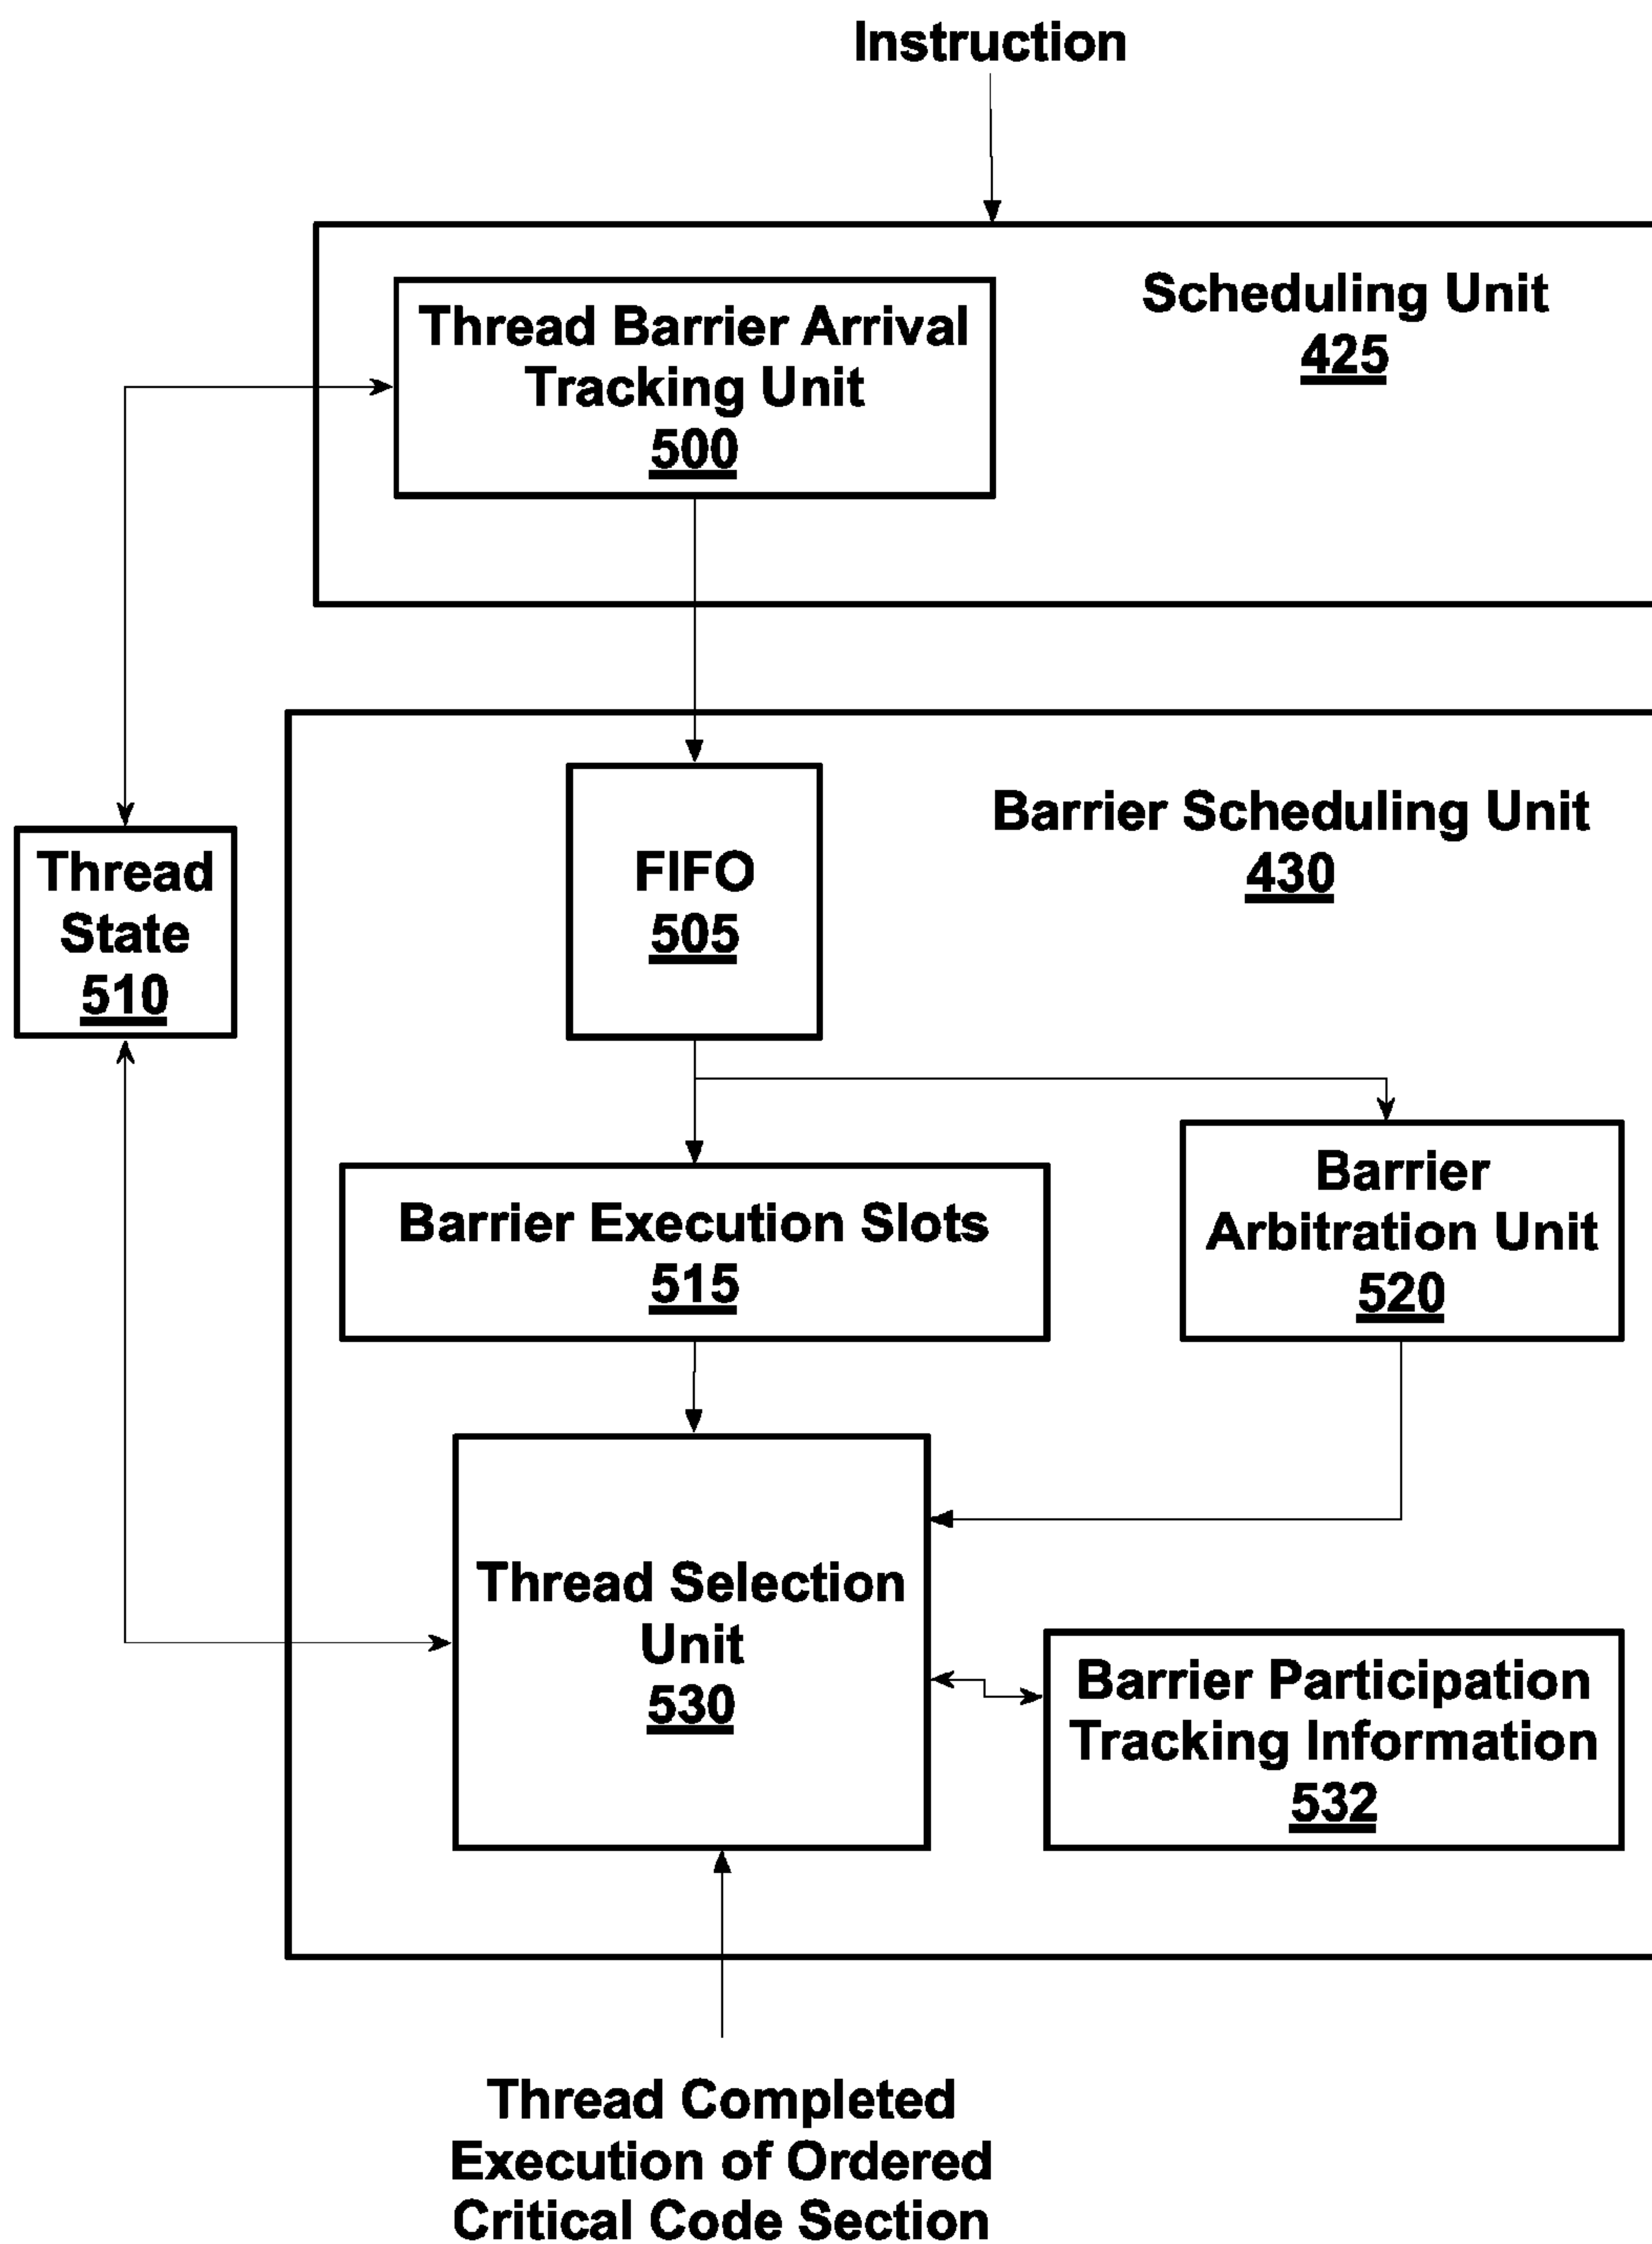 Instruction
Scheduling Unit
425
Thread Barrier Arrival
Tracking Unit
500
Barrier Scheduling Unit
430
FIFO
505
Thread
State
510
Barrier Execution Slots
515
Barrier
Arbitration Unit
520
Thread Selection
Unit
530
Barrier Participation
Tracking Information
532
Thread Completed
Execution of Ordered
Critical Code Section